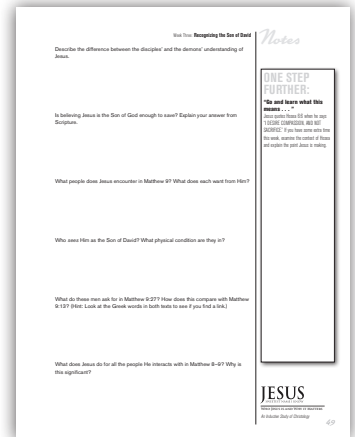 Week Three: Recognizing the Son of David
Describe the difference between the disciples' and the demons' understanding of
Jesus.
Is believing Jesus is the Son of God enough to save? Explain your answer from
Scripture.
What people does Jesus encounter in Matthew 9? What does each want from Him?
Who sees Him as the Son of David? What physical condition are they in?
What do these men ask for in Matthew 9:27? How does this compare with Matthew
9:13? (Hint: Look at the Greek words in both texts to see if you find a link.)
What does Jesus do for all the people He interacts with in Matthew 8–9? Why is
this significant?
Notes
ONE STEP
FURTHER:
"Go and learn what this
means . . ."
Jesus quotes Hosea 6:6 when he says
"I DESIRE COMPASSION, AND NOT
SACRIFICE." If you have some extra time
this week, examine the context of Hosea
and explain the point Jesus is making.
JESUS
An Inductive Study of Christology
49